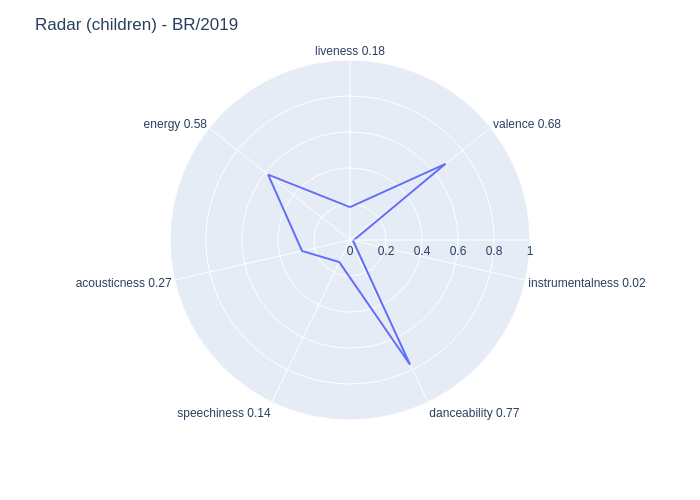 Radar (children) - BR/2019
liveness 0.18
energy 0.58
valence 0.68
0 0.2 0.4 0.6 0.8 1
acousticness 0.27
instrumentalness 0.02
speechiness 0.14
danceability 0.77